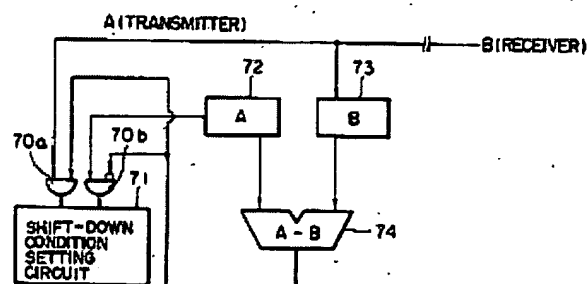 A (TRANSMITTER)
B (RECEIVER)
72
73
A
B
70a
70b
71
SHIFT-DOWN
CONDITION
SETTING
CIRCUIT
A - B
74